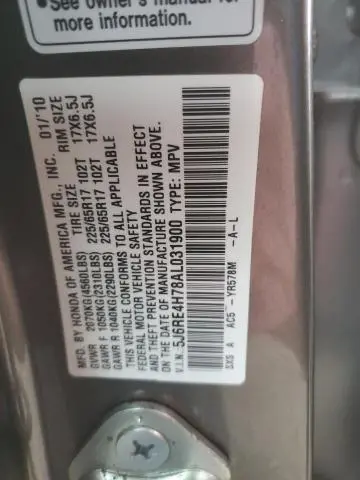 See owner's manual for
more information.
MFD. BY HONDA OF AMERICA MFG., INC. 01/'10
TIRE SIZE RIM SIZE
GVWR 2070KG(4560LBS) 225/65R17 102T 17X6.5J
GAWR F 1050KG(2310LBS) 225/65R17 102T 17X6.5J
GAWR R 1040KG(2290LBS)
THIS VEHICLE CONFORMS TO ALL APPLICABLE
FEDERAL MOTOR VEHICLE SAFETY
STANDARDS IN EFFECT
ON THE DATE OF MANUFACTURE SHOWN ABOVE.
V.I.N. 5J6RE4H78AL031900 TYPE: MPV
SXS A AC5 -YR578M -A-L